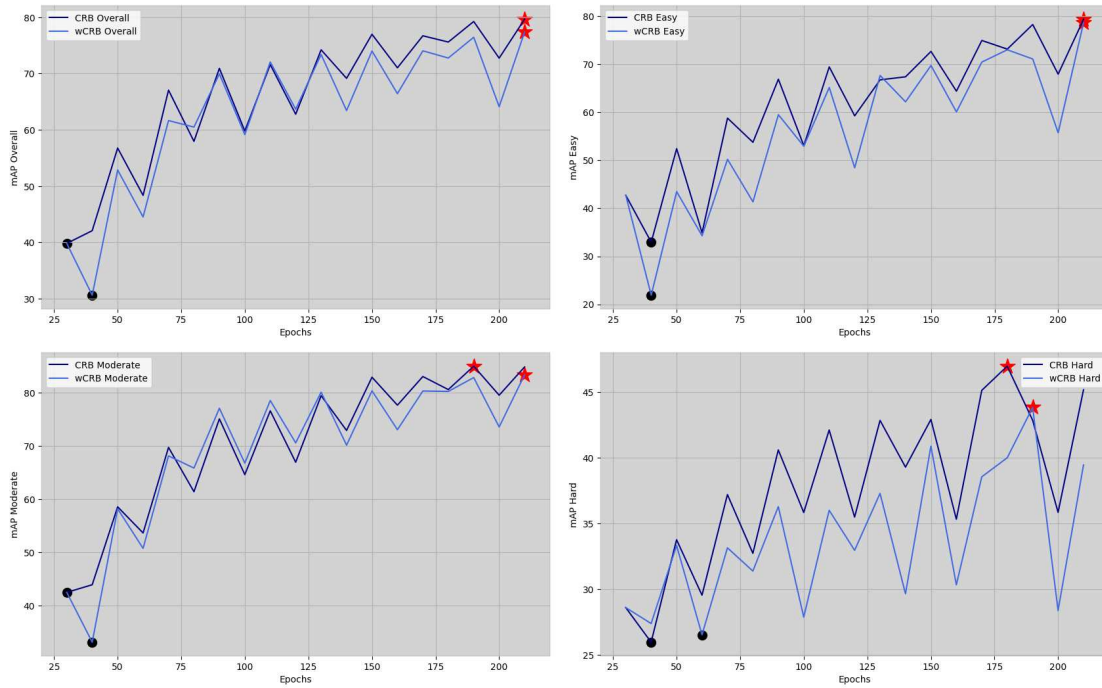 CRB Overall
wCRB Overall
mAP Overall
80
70
60
50
40
30
25 50 75 100 125 150 175 200
Epochs
CRB Easy
wCRB Easy
mAP Easy
80
70
60
50
40
30
20
25 50 75 100 125 150 175 200
Epochs
CRB Moderate
wCRB Moderate
mAP Moderate
80
70
60
50
40
25 50 75 100 125 150 175 200
Epochs
CRB Hard
wCRB Hard
mAP Hard
45
40
35
30
25
25 50 75 100 125 150 175 200
Epochs